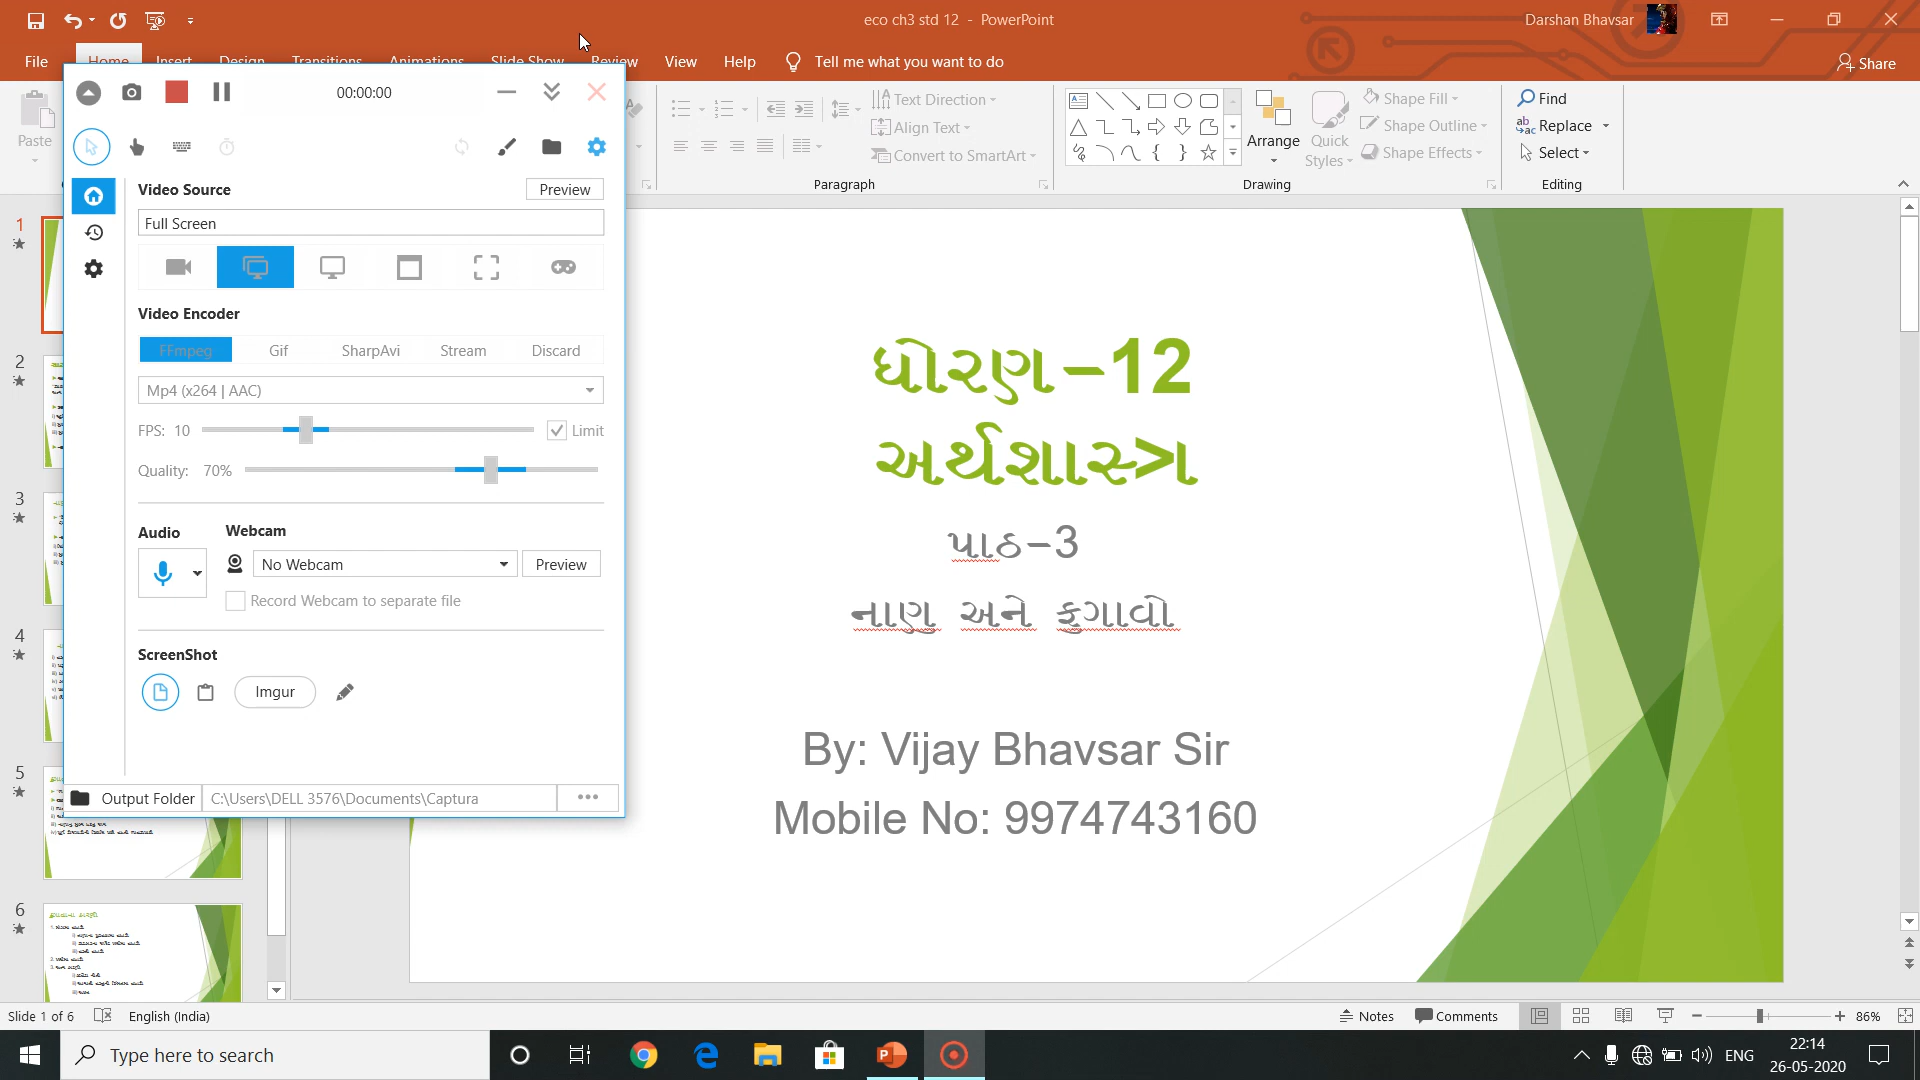 eco ch3 std 12 - PowerPoint
Darshan Bhavsar
File Home Insert Design Transitions Animations Slide Show Review View Help Tell me what you want to do
Share
00:00:00
Paste
Text Direction
Align Text
Convert to SmartArt
Paragraph
Arrange
Quick Styles
Shape Fill
Shape Outline
Shape Effects
Drawing
Find
Replace
Select
Editing
Video Source
Preview
Full Screen
Video Encoder
FFmpeg Gif SharpAvi Stream Discard
Mp4 (x264 | AAC)
FPS: 10
Limit
Quality: 70%
Audio
Webcam
No Webcam
Preview
Record Webcam to separate file
ScreenShot
Imgur
Output Folder C:\Users\DELL 3576\Documents\Captura
1
2
3
4
5
6
ધોરણ-12
અર્થશાસ્ત્ર
પાઠ-3
નાણ અને ફુગાવો
By: Vijay Bhavsar Sir
Mobile No: 9974743160
Slide 1 of 6 English (India)
Notes Comments 86%
Type here to search
ENG
22:14
26-05-2020